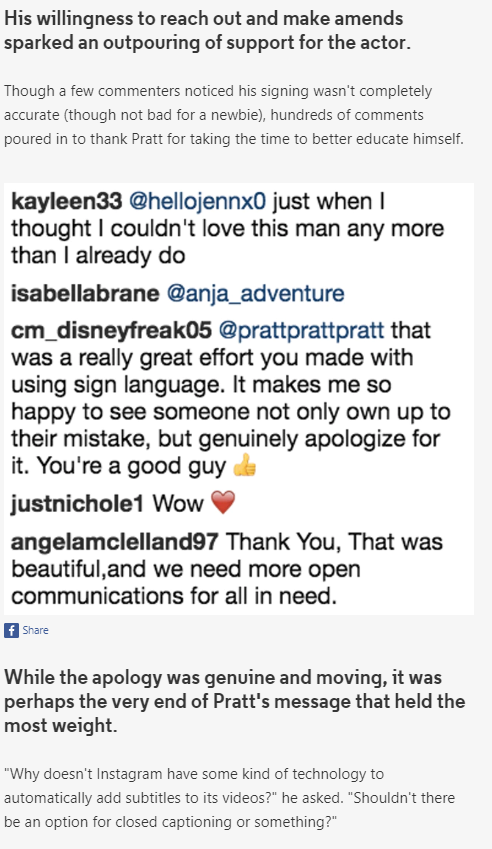 His willingness to reach out and make amends
sparked an outpouring of support for the actor.
Though a few commenters noticed his signing wasn't completely
accurate (though not bad for a newbie), hundreds of comments
poured in to thank Pratt for taking the time to better educate himself.
kayleen33 @hellojennx0 just when I
thought I couldn't love this man any more
than I already do
isabellabrane @anja_adventure
cm_disneyfreak05 @prattprattpratt that
was a really great effort you made with
using sign language. It makes me so
happy to see someone not only own up to
their mistake, but genuinely apologize for
it. You're a good guy 👍
justnichole1 Wow ❤️
angelamclelland97 Thank You, That was
beautiful,and we need more open
communications for all in need.
f Share
While the apology was genuine and moving, it was
perhaps the very end of Pratt's message that held the
most weight.
"Why doesn't Instagram have some kind of technology to
automatically add subtitles to its videos?" he asked. "Shouldn't there
be an option for closed captioning or something?"